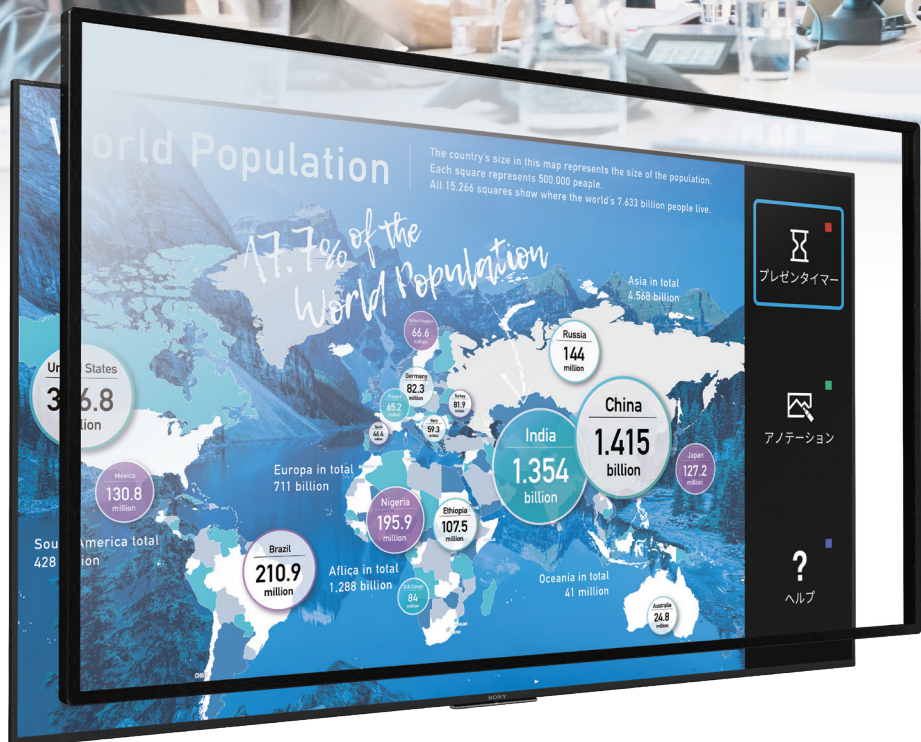 World Population
The country's size in this map represents the size of the population.
Each square represents 500.000 peaple.
All 15.266 squares show where the world's 7.633 billion people live.
17.7% of the
World Population
Asia in total
4.568 billion
プレゼンタイマー
United Kingdom
66.6
million
Russia
144
million
Germany
82.3
million
France
65.2
million
Turkey
81.9
million
Spain
46.4
million
Italy
59.3
million
United States
326.8
million
China
1.415
billion
India
1.354
billion
アノテーション
Japan
127.2
million
Europa in total
711 billion
Mexico
130.8
million
Nigeria
195.9
million
Ethiopia
107.5
million
South America total
428
Brazil
210.9
million
Aflica in total
1.288 billion
D.R.Congo
84
million
Oceania in total
41 million
Australia
24.8
million
?
ヘルプ
SONY